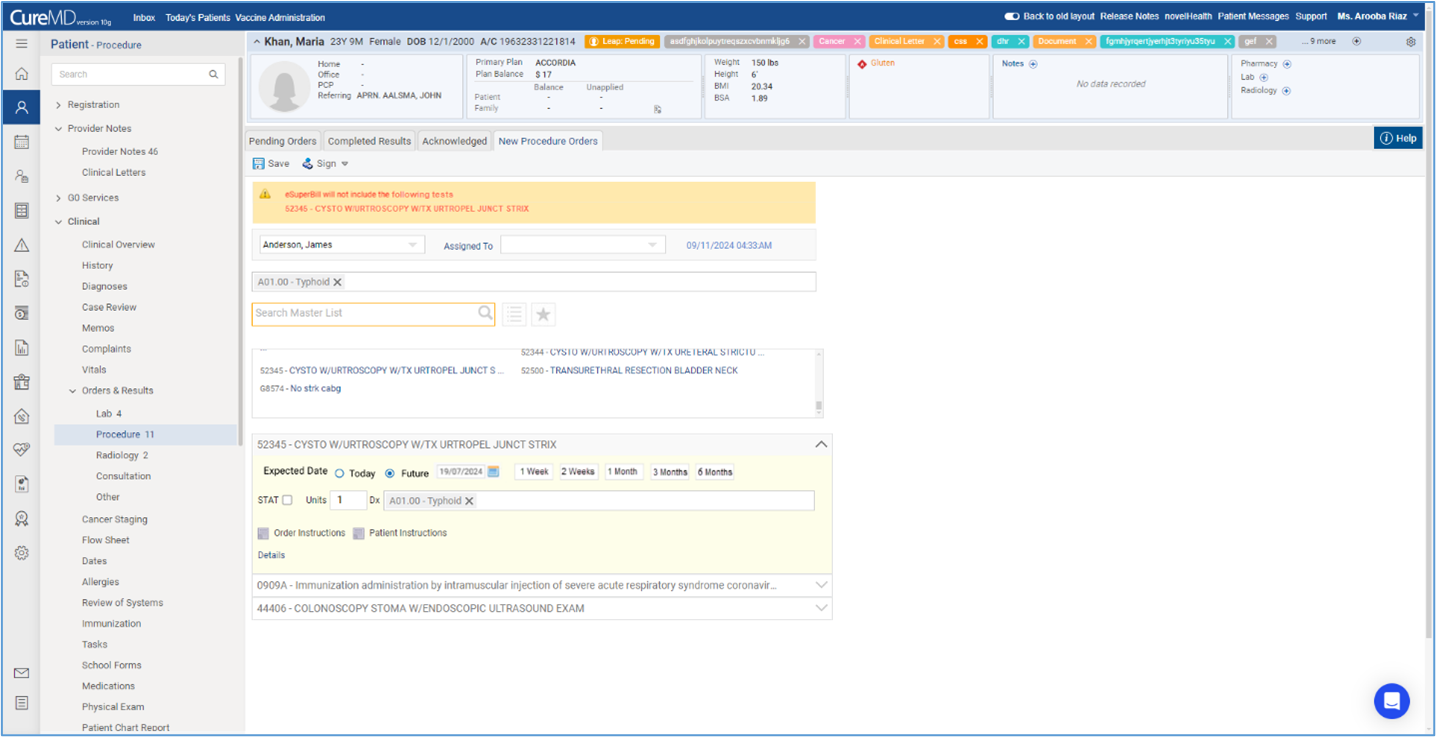 CureMD version 10g Inbox Today's Patients Vaccine Administration Back to old layout Release Notes novelHealth Patient Messages Support Ms. Arooba Riaz
Patient - Procedure
Search
Registration
Provider Notes
Provider Notes 46
Clinical Letters
G0 Services
Clinical
Clinical Overview
History
Diagnoses
Case Review
Memos
Complaints
Vitals
Orders & Results
Lab 4
Procedure 11
Radiology 2
Consultation
Other
Cancer Staging
Flow Sheet
Dates
Allergies
Review of Systems
Immunization
Tasks
School Forms
Medications
Physical Exam
Patient Chart Report
Khan, Maria 23Y 9M Female DOB 12/1/2000 A/C 19632331221814 Leap: Pending asdfghjkolpuytreqszxcvbnmkljg6 Cancer Clinical Letter css dhr Document fgmhjyrqertjyerhjt3tyriyu35tyu gef ... 9 more
Home -
Office -
PCP -
Referring APRN. AALSMA, JOHN
Primary Plan ACCORDIA
Plan Balance $ 17
Balance Unapplied
Patient - -
Family - -
Weight 150 lbs
Height 6'
BMI 20.34
BSA 1.89
Gluten
Notes
No data recorded
Pharmacy
Lab
Radiology
Pending Orders Completed Results Acknowledged New Procedure Orders
Help
Save Sign
eSuperBill will not include the following tests
52345 - CYSTO W/URTROSCOPY W/TX URTROPEL JUNCT STRIX
Anderson, James Assigned To 09/11/2024 04:33AM
A01.00 - Typhoid
Search Master List
52344 - CYSTO W/URTROSCOPY W/TX URETERAL STRICTU ...
52345 - CYSTO W/URTROSCOPY W/TX URTROPEL JUNCT S ... 52500 - TRANSURETHRAL RESECTION BLADDER NECK
G8574 - No strk cabg
52345 - CYSTO W/URTROSCOPY W/TX URTROPEL JUNCT STRIX
Expected Date Today Future 19/07/2024 1 Week 2 Weeks 1 Month 3 Months 6 Months
STAT Units 1 Dx A01.00 - Typhoid
Order Instructions Patient Instructions
Details
0909A - Immunization administration by intramuscular injection of severe acute respiratory syndrome coronavir...
44406 - COLONOSCOPY STOMA W/ENDOSCOPIC ULTRASOUND EXAM